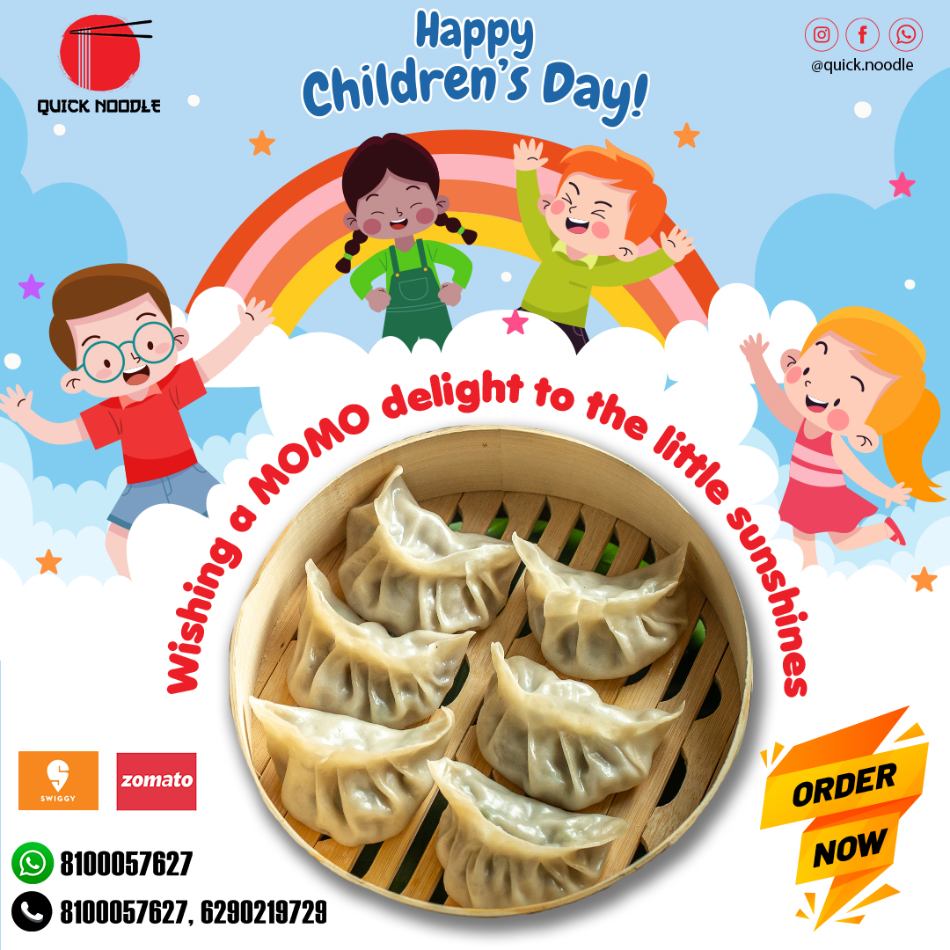 QUICK NOODLE
Happy
Children's Day!
@quick.noodle
Wishing a MOMO delight to the little sunshines
SWIGGY
zomato
8100057627
8100057627, 6290219729
ORDER
NOW